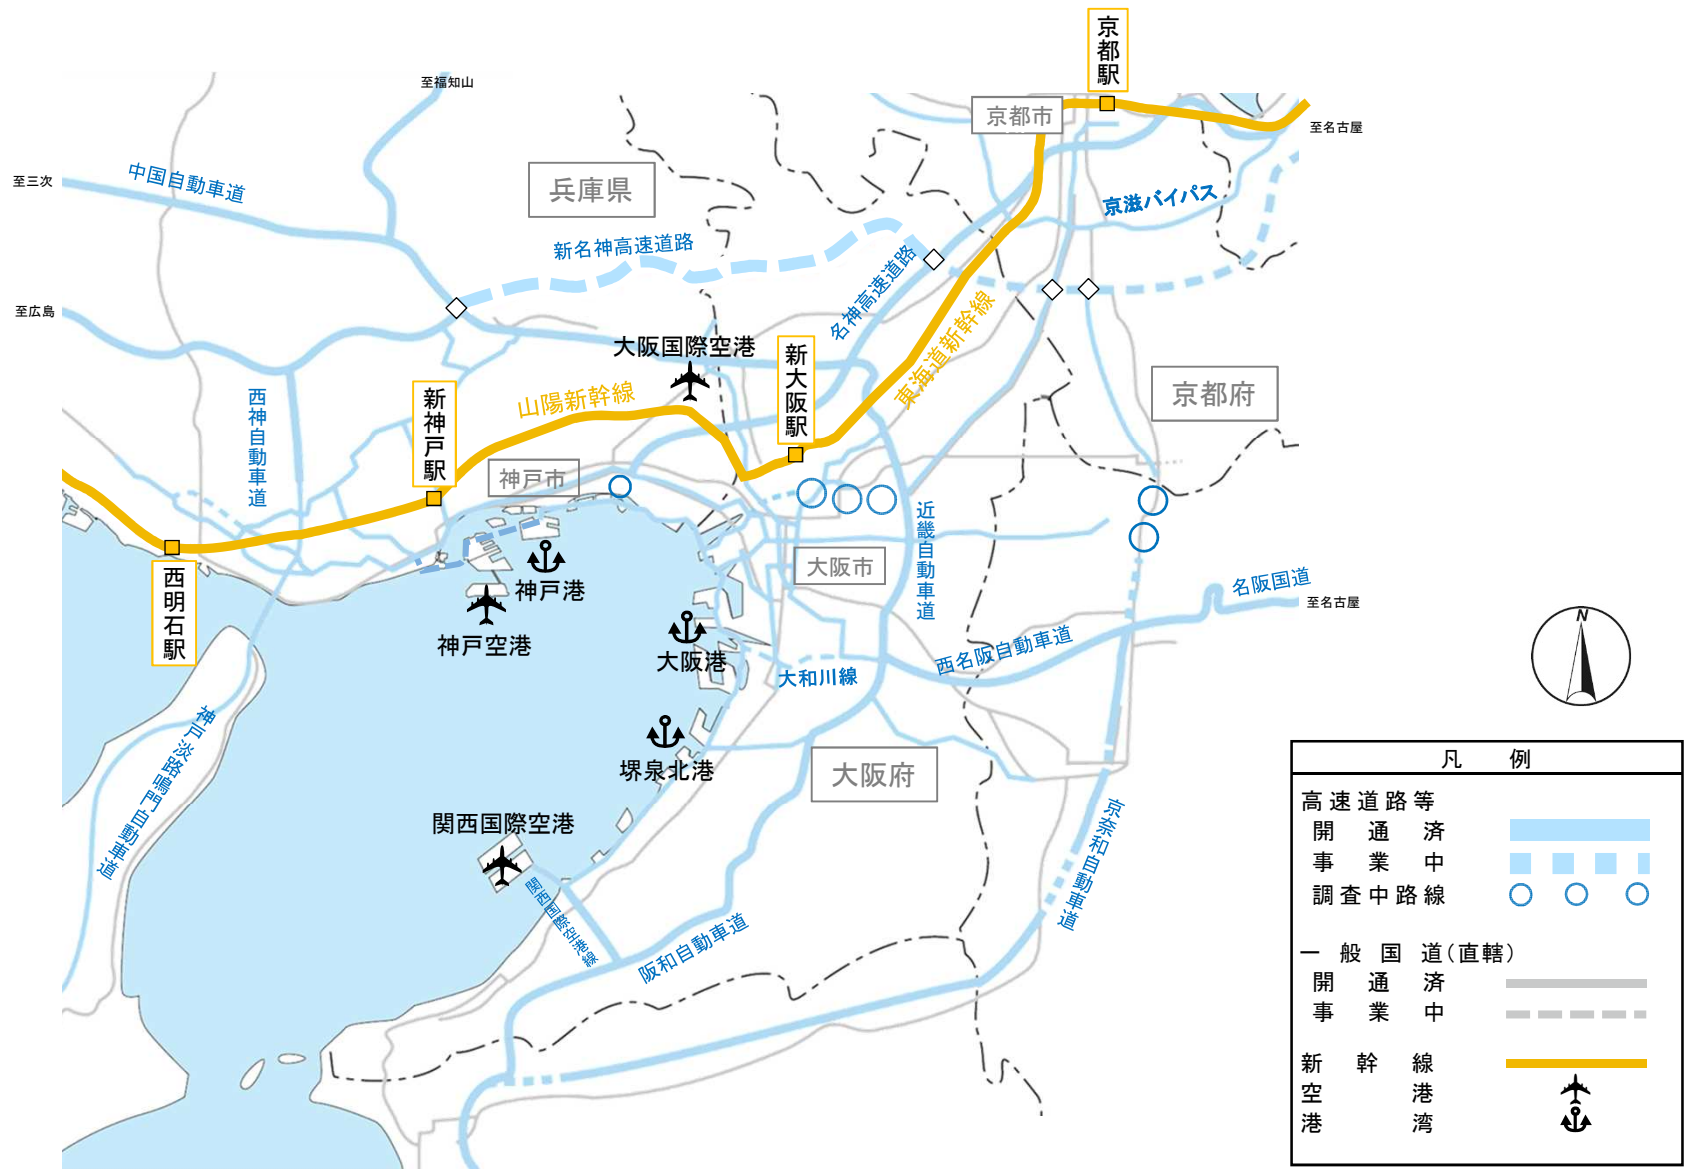 京都駅
至福知山
京都市
至名古屋
中国自動車道
至三次
兵庫県
京滋バイパス
新名神高速道路
名神高速道路
至広島
東海道新幹線
大阪国際空港
新大阪駅
京都府
西神自動車道
新神戸駅
山陽新幹線
神戸市
近畿自動車道
大阪市
西明石駅
神戸港
名阪国道
至名古屋
神戸空港
大阪港
西名阪自動車道
大和川線
N
神戸淡路鳴門自動車道
堺泉北港
大阪府
関西国際空港
京奈和自動車道
関西国際空港線
阪和自動車道
凡例
高速道路等
開通済
事業中
調査中路線
一般国道(直轄)
開通済
事業中
新幹線
空港
港湾